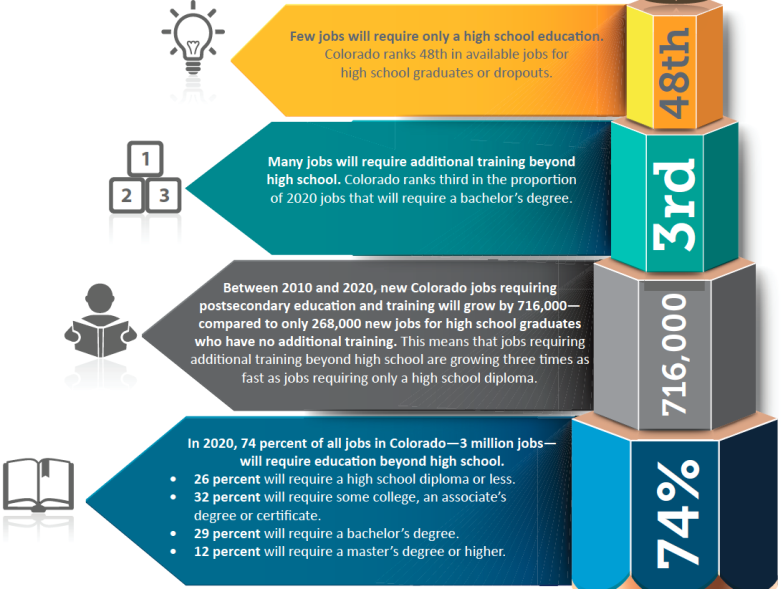 Few jobs will require only a high school education.
Colorado ranks 48th in available jobs for
high school graduates or dropouts.
48th
1
2 3
Many jobs will require additional training beyond
high school. Colorado ranks third in the proportion
of 2020 jobs that will require a bachelor’s degree.
3rd
Between 2010 and 2020, new Colorado jobs requiring
postsecondary education and training will grow by 716,000—
compared to only 268,000 new jobs for high school graduates
who have no additional training. This means that jobs requiring
additional training beyond high school are growing three times as
fast as jobs requiring only a high school diploma.
716,000
In 2020, 74 percent of all jobs in Colorado—3 million jobs—
will require education beyond high school.
• 26 percent will require a high school diploma or less.
• 32 percent will require some college, an associate’s
degree or certificate.
• 29 percent will require a bachelor’s degree.
• 12 percent will require a master’s degree or higher.
74%